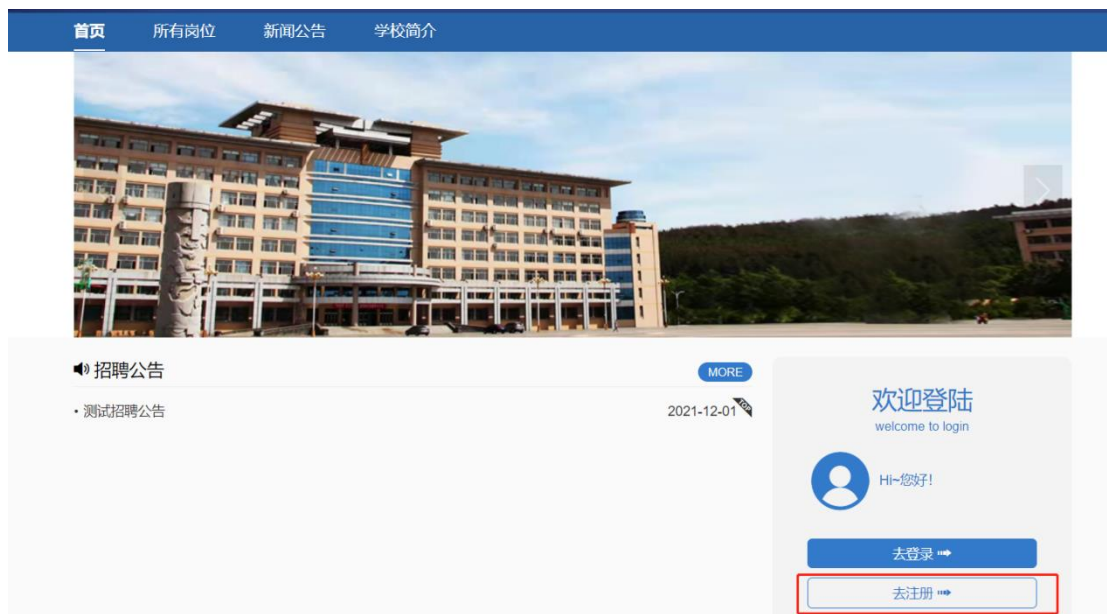 首页 所有岗位 新闻公告 学校简介
招聘公告 MORE
·测试招聘公告 2021-12-01 TOP
欢迎登陆
welcome to login
Hi~您好!
去登录
去注册